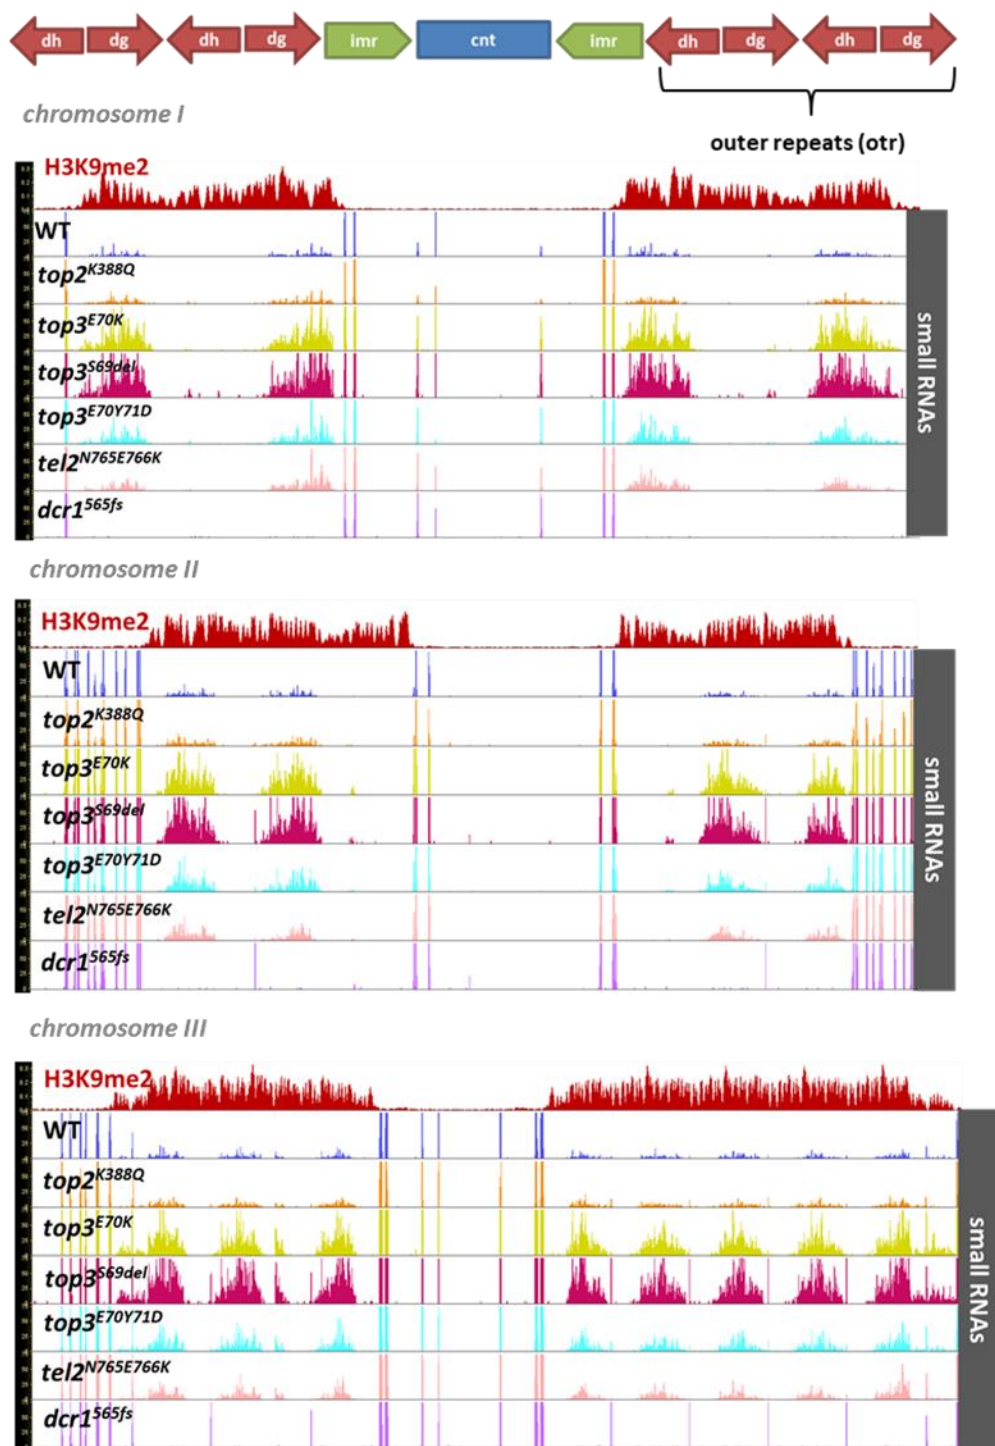 dh dg dh dg imr cnt imr dh dg dh dg
chromosome I
outer repeats (otr)
H3K9me2
WT
top2K388Q
top3E70K
top3S69del
top3E70Y71D
tel2N765E766K
dcr1565fs
small RNAs
chromosome II
H3K9me2
WT
top2K388Q
top3E70K
top3S69del
top3E70Y71D
tel2N765E766K
dcr1565fs
small RNAs
chromosome III
H3K9me2
WT
top2K388Q
top3E70K
top3S69del
top3E70Y71D
tel2N765E766K
dcr1565fs
small RNAs